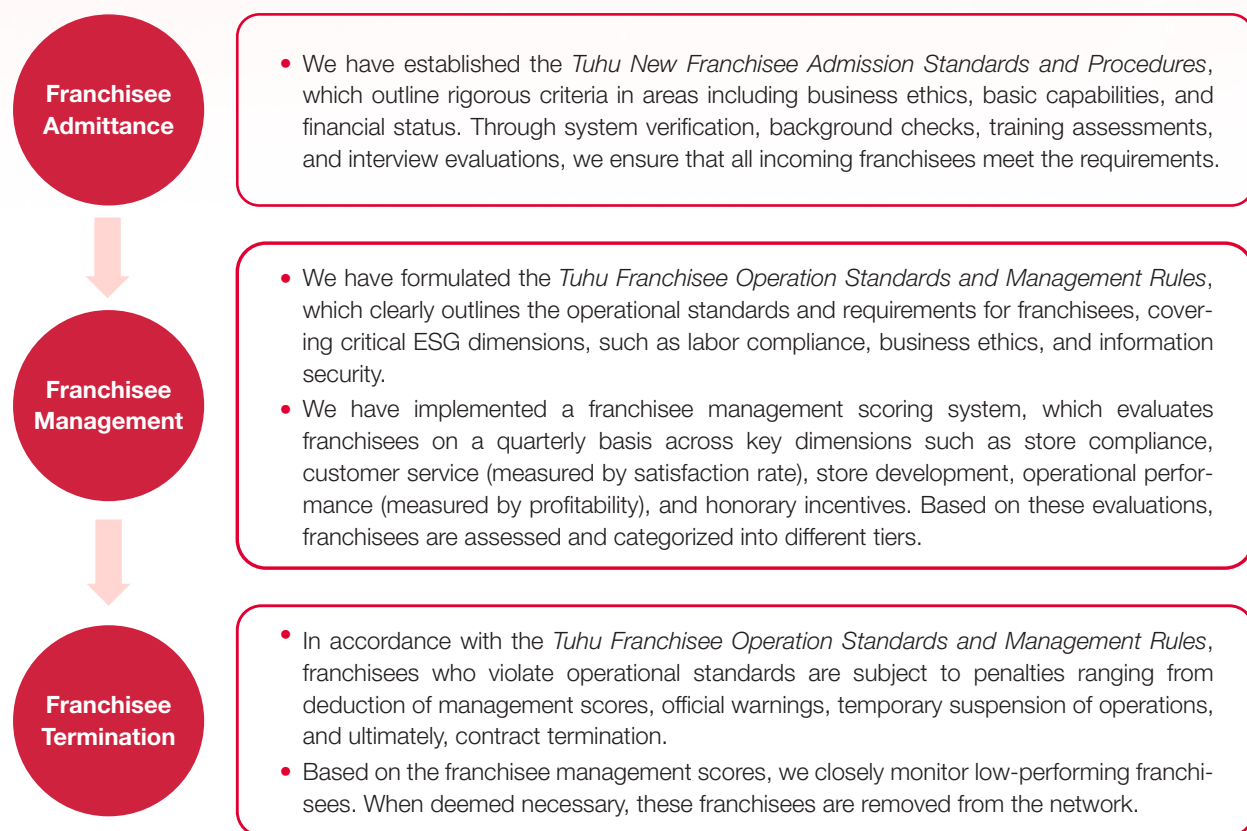 Franchisee
Admittance
• We have established the Tuhu New Franchisee Admission Standards and Procedures,
which outline rigorous criteria in areas including business ethics, basic capabilities, and
financial status. Through system verification, background checks, training assessments,
and interview evaluations, we ensure that all incoming franchisees meet the requirements.
Franchisee
Management
• We have formulated the Tuhu Franchisee Operation Standards and Management Rules,
which clearly outlines the operational standards and requirements for franchisees, cover-
ing critical ESG dimensions, such as labor compliance, business ethics, and information
security.
• We have implemented a franchisee management scoring system, which evaluates
franchisees on a quarterly basis across key dimensions such as store compliance,
customer service (measured by satisfaction rate), store development, operational perfor-
mance (measured by profitability), and honorary incentives. Based on these evaluations,
franchisees are assessed and categorized into different tiers.
Franchisee
Termination
• In accordance with the Tuhu Franchisee Operation Standards and Management Rules,
franchisees who violate operational standards are subject to penalties ranging from
deduction of management scores, official warnings, temporary suspension of operations,
and ultimately, contract termination.
• Based on the franchisee management scores, we closely monitor low-performing franchi-
sees. When deemed necessary, these franchisees are removed from the network.